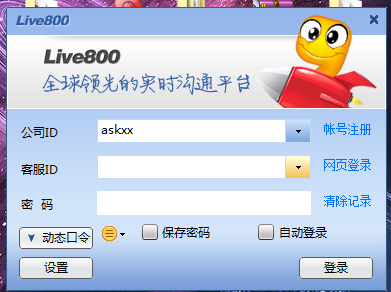 Live800
Live800
全球领先的实时沟通平台
公司ID
askxx
帐号注册
客服ID
网页登录
密 码
清除记录
动态口令
保存密码
自动登录
设置
登录